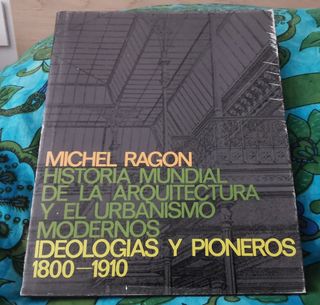 MICHEL RAGON
HISTORIA MUNDIAL
DE LA ARQUITECTURA
Y EL URBANISMO
MODERNOS
IDEOLOGIAS Y PIONEROS
1800—1910